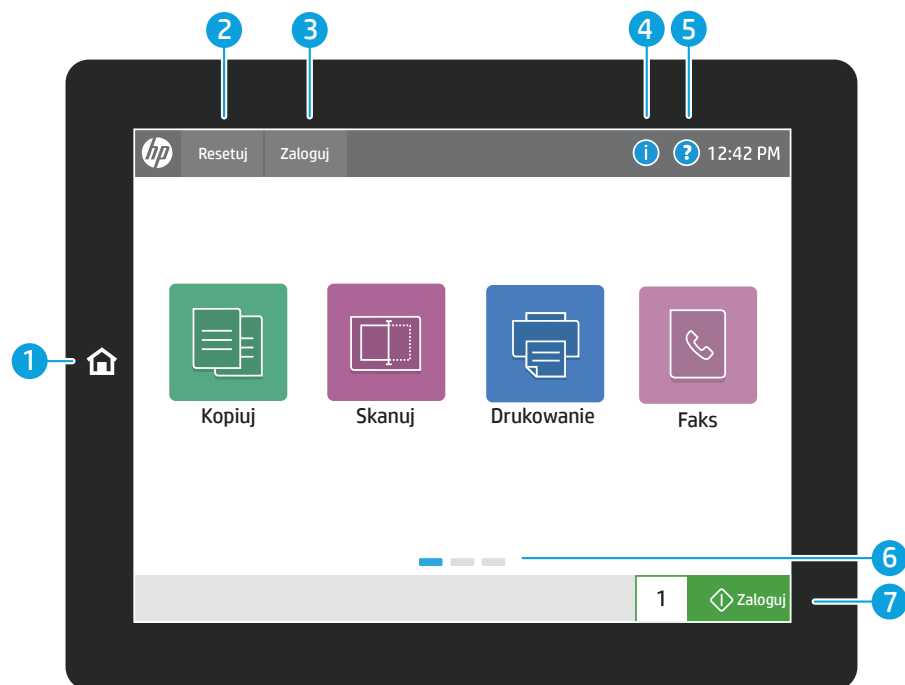 2 3 4 5
hp Resetuj Zaloguj i ? 12:42 PM
1
Kopiuj Skanuj Drukowanie Faks
6
1 Zaloguj 7